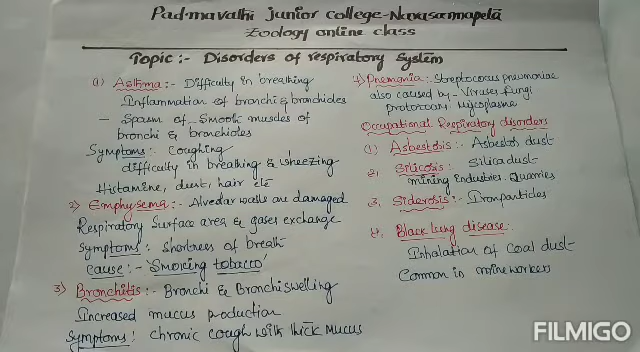 Padmavathi junior college-Narasannapeta
Zoology online class
Topic :- Disorders of respiratory System
(1) Asthma :- Difficulty in breathing
Inflammation of bronchi & bronchioles
- Spasm of smooth muscles of
bronchi & bronchioles
Symptoms: Coughing
difficulty in breathing & wheezing
Histamine, dust, hair etc
2) Emphysema :- Alveolar walls are damaged
Respiratory Surface area & gases exchange
Symptoms : Shortness of breath
Cause :- 'Smoking tobacco'
3) Bronchitis :- Bronchi & Bronchi swelling
Increased mucus production
Symptoms: chronic cough with thick Mucus
Pnemonia :- Streptococus pneumoniae
also caused by - Viruses fungi
protozoan Mycoplasma
Occupational Respiratory disorders
1) Asbestosis :- Asbestos dust
2) Silicosis : Silica dust
mining Industries. Quarries
3. Siderosis :- Iron particles
4. Black lung disease:
Inhalation of Coal dust
Common in mine workers
FILMIGO